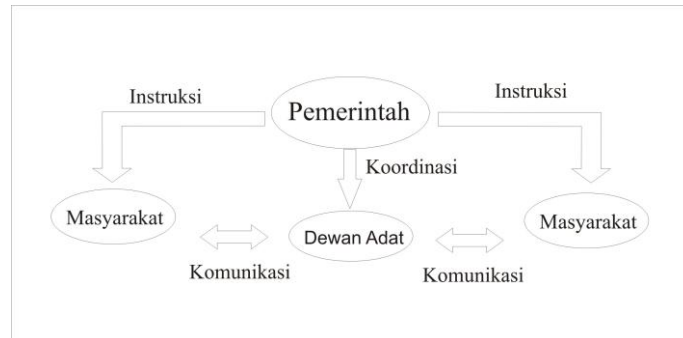 Instruksi
Pemerintah
Instruksi
Koordinasi
Masyarakat
Dewan Adat
Masyarakat
Komunikasi
Komunikasi